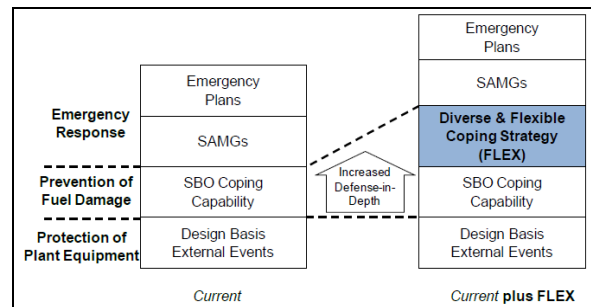 Emergency
Response
Prevention of
Fuel Damage
Protection of
Plant Equipment
Emergency
Plans
SAMGs
SBO Coping
Capability
Design Basis
External Events
Current
Increased
Defense-in-
Depth
Emergency
Plans
SAMGs
Diverse & Flexible
Coping Strategy
(FLEX)
SBO Coping
Capability
Design Basis
External Events
Current plus FLEX